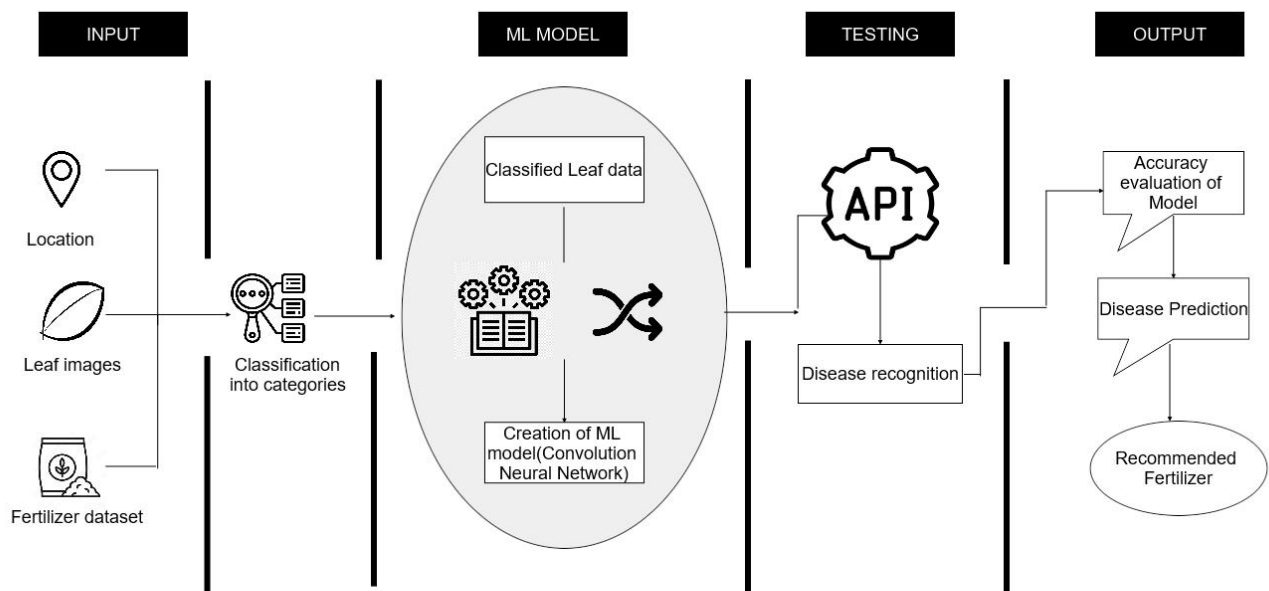 INPUT
ML MODEL
TESTING
OUTPUT
Location
Leaf images
Fertilizer dataset
Classification
into categories
Classified Leaf data
Creation of ML
model(Convolution
Neural Network)
API
Disease recognition
Accuracy
evaluation of
Model
Disease Prediction
Recommended
Fertilizer